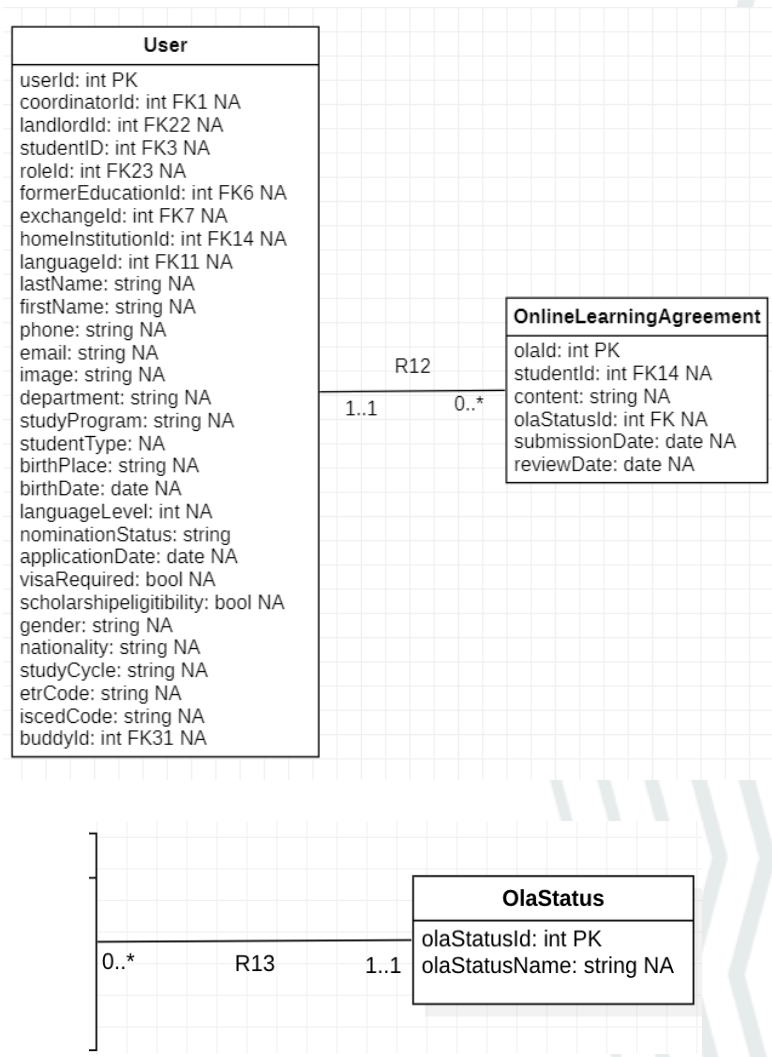 User
userId: int PK
coordinatorId: int FK1 NA
landlordId: int FK22 NA
studentID: int FK3 NA
roleId: int FK23 NA
formerEducationId: int FK6 NA
exchangeId: int FK7 NA
homeInstitutionId: int FK14 NA
languageId: int FK11 NA
lastName: string NA
firstName: string NA
phone: string NA
email: string NA
image: string NA
department: string NA
studyProgram: string NA
studentType: NA
birthPlace: string NA
birthDate: date NA
languageLevel: int NA
nominationStatus: string
applicationDate: date NA
visaRequired: bool NA
scholarshipeligitibility: bool NA
gender: string NA
nationality: string NA
studyCycle: string NA
etrCode: string NA
iscedCode: string NA
buddyId: int FK31 NA
R12
1..1
0..*
OnlineLearningAgreement
olaId: int PK
studentId: int FK14 NA
content: string NA
olaStatusId: int FK NA
submissionDate: date NA
reviewDate: date NA
0..*
R13
1..1
OlaStatus
olaStatusId: int PK
olaStatusName: string NA